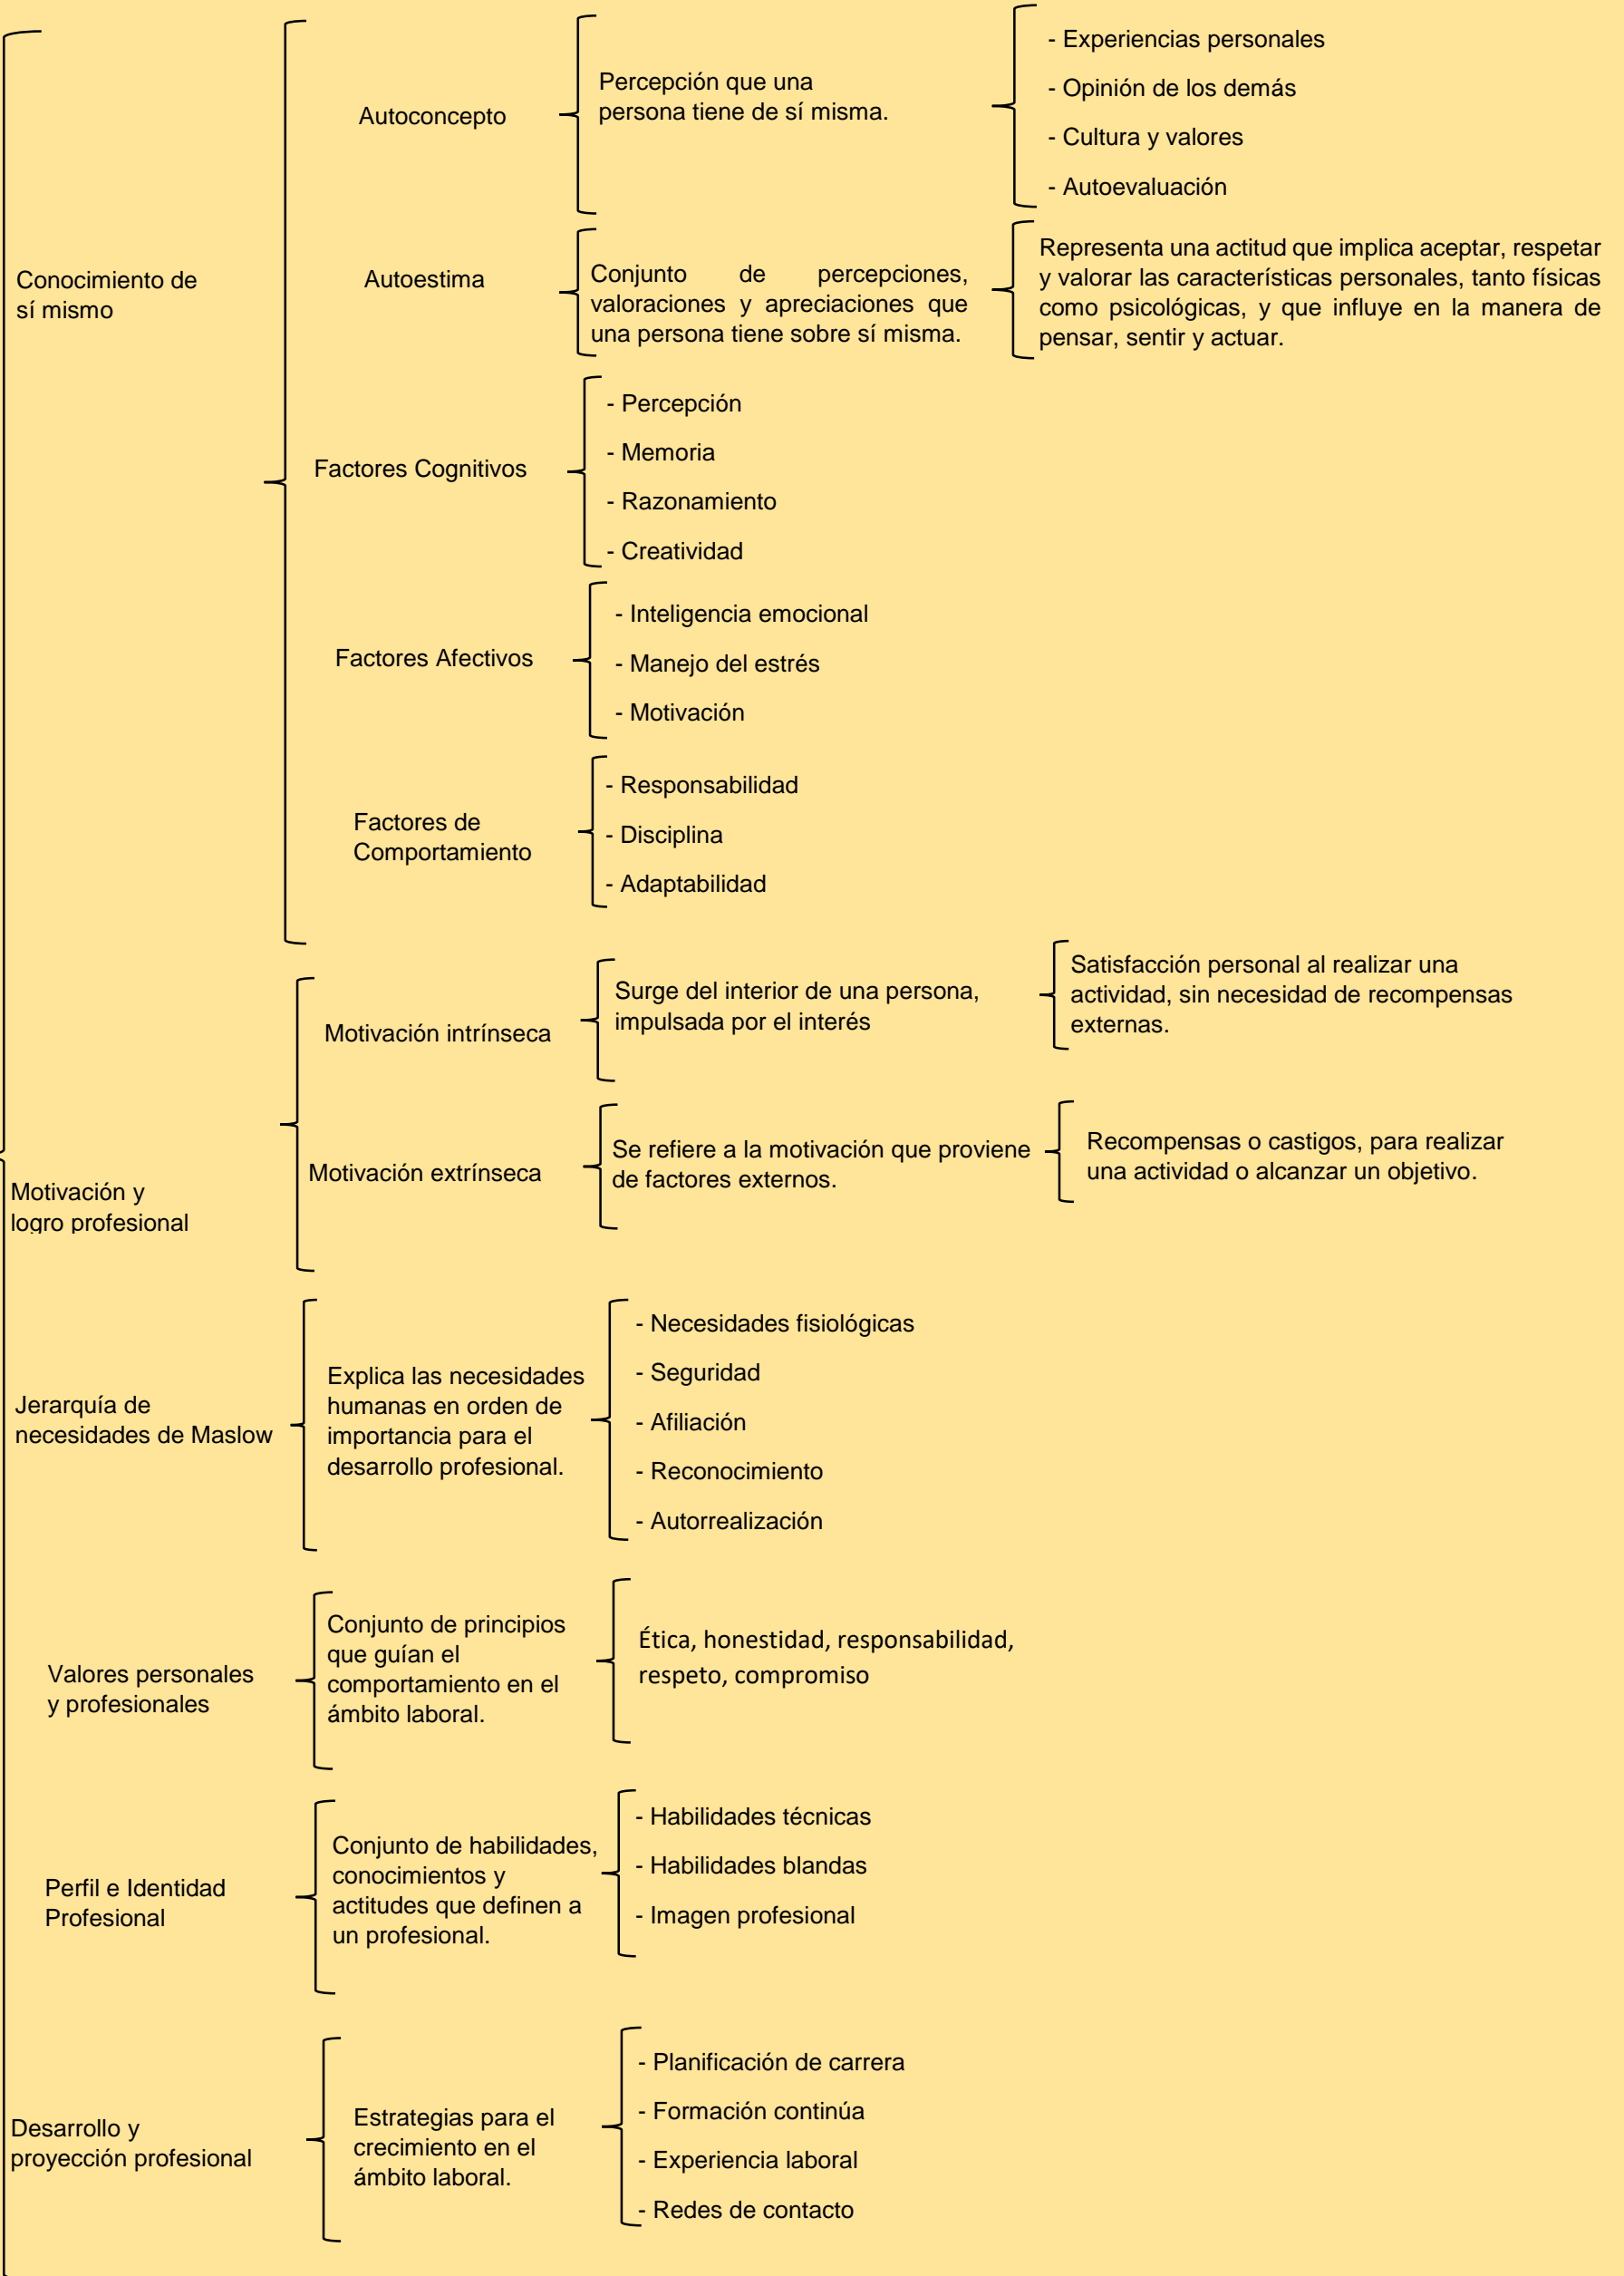 Conocimiento de
sí mismo
Autoconcepto
Percepción que una
persona tiene de sí misma.
- Experiencias personales
- Opinión de los demás
- Cultura y valores
- Autoevaluación
Autoestima
Conjunto de percepciones,
valoraciones y apreciaciones que
una persona tiene sobre sí misma.
Representa una actitud que implica aceptar, respetar
y valorar las características personales, tanto físicas
como psicológicas, y que influye en la manera de
pensar, sentir y actuar.
Factores Cognitivos
- Percepción
- Memoria
- Razonamiento
- Creatividad
Factores Afectivos
- Inteligencia emocional
- Manejo del estrés
- Motivación
Factores de
Comportamiento
- Responsabilidad
- Disciplina
- Adaptabilidad
Motivación y
logro profesional
Motivación intrínseca
Surge del interior de una persona,
impulsada por el interés
Satisfacción personal al realizar una
actividad, sin necesidad de recompensas
externas.
Motivación extrínseca
Se refiere a la motivación que proviene
de factores externos.
Recompensas o castigos, para realizar
una actividad o alcanzar un objetivo.
Jerarquía de
necesidades de Maslow
Explica las necesidades
humanas en orden de
importancia para el
desarrollo profesional.
- Necesidades fisiológicas
- Seguridad
- Afiliación
- Reconocimiento
- Autorrealización
Valores personales
y profesionales
Conjunto de principios
que guían el
comportamiento en el
ámbito laboral.
Ética, honestidad, responsabilidad,
respeto, compromiso
Perfil e Identidad
Profesional
Conjunto de habilidades,
conocimientos y
actitudes que definen a
un profesional.
- Habilidades técnicas
- Habilidades blandas
- Imagen profesional
Desarrollo y
proyección profesional
Estrategias para el
crecimiento en el
ámbito laboral.
- Planificación de carrera
- Formación continúa
- Experiencia laboral
- Redes de contacto